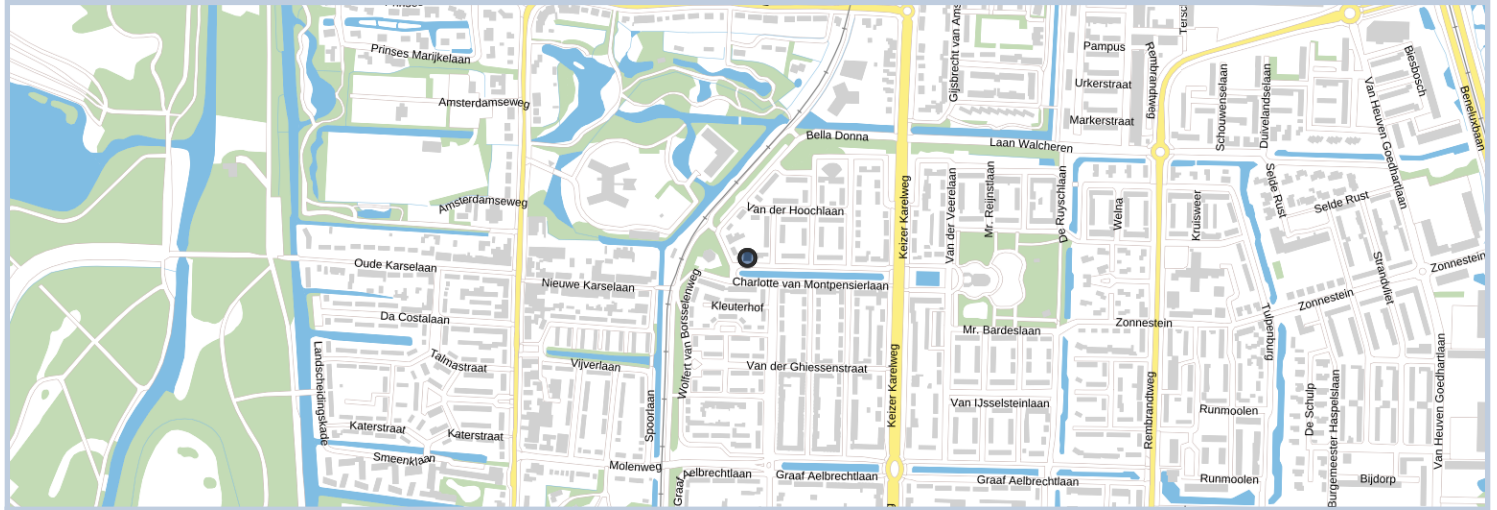 Prinses Marijkelaan
Gijsbrecht van Ams
Pampus
Rembrandtweg
Biesbosch
Urkerstraat
Schouwenselaan
Duivelandselaan
Van Heuven Goedhartlaan
Beneluxbaan
Amsterdamseweg
Markerstraat
Bella Donna
Laan Walcheren
Selde Rust
Amsterdamseweg
Van der Hoochlaan
Keizer Karelweg
Van der Veerelaan
Mr. Reijnstlaan
De Ruyschlaan
Welna
Kruisweer
Selde Rust
Oude Karselaan
Nieuwe Karselaan
Charlotte van Montpensierlaan
Strandvliet
Zonnestein
Wolfert van Borsselenweg
Kleuterhof
Zonnestein
Da Costalaan
Mr. Bardeslaan
Zonnestein
Tulpenburg
Talmastraat
Vijverlaan
Van der Ghiessenstraat
Keizer Karelweg
Landscheidingskade
Spoorlaan
Van IJsselsteinlaan
Rembrandtweg
Runmoolen
De Schulp
Burgemeester Haspelslaan
Van Heuven Goedhartlaan
Katerstraat
Katerstraat
Smeenklaan
Molenweg
Graaf Aelbrechtlaan
Graaf Aelbrechtlaan
Graaf Aelbrechtlaan
Runmoolen
Bijdorp